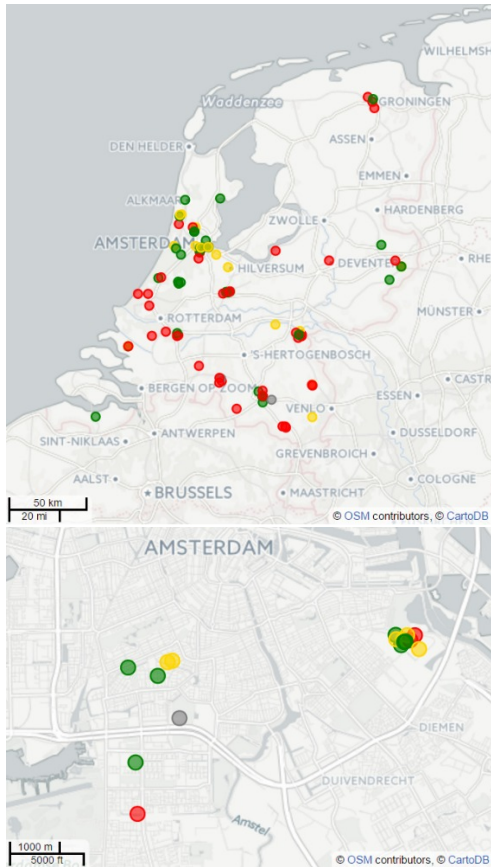 WILHELMSH
Waddenzee
GRONINGEN
ASSEN
DEN HELDER
EMMEN
ALKMAAR
ZWOLLE
HARDENBERG
AMSTERDAM
HILVERSUM
DEVENTE
RHE
MÜNSTER
ROTTERDAM
'S-HERTOGENBOSCH
BERGEN OP ZOOM
ESSEN
CASTR
VENLO
SINT-NIKLAAS
ANTWERPEN
DUSSELDORF
GREVENBROICH
AALST
COLOGNE
BRUSSELS
MAASTRICHT
50 km
20 mi
© OSM contributors, © CartoDB
AMSTERDAM
DIEMEN
DUIVENDRECHT
Amstel
1000 m
5000 ft
© OSM contributors, © CartoDB